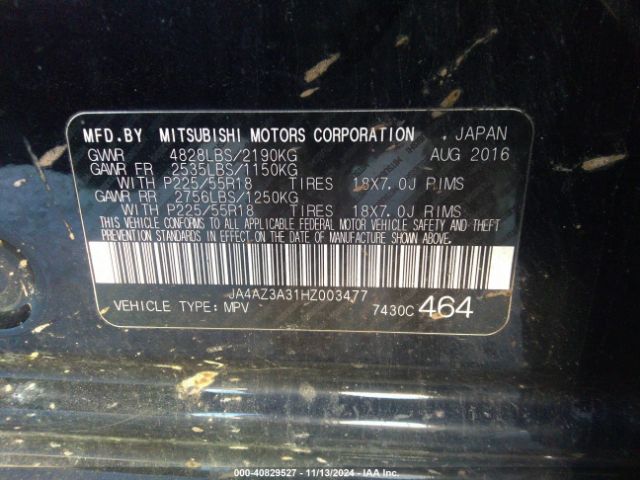 MFD.BY MITSUBISHI MOTORS CORPORATION , JAPAN
GVWR 4828LBS/2190KG AUG 2016
GAWR FR 2535LBS/1150KG
WITH P225/55R18 TIRES 18X7.0J RIMS
GAWR RR 2756LBS/1250KG
WITH P225/55R18 TIRES 18X7.0J RIMS
THIS VEHICLE CONFORMS TO ALL APPLICABLE FEDERAL MOTOR VEHICLE SAFETY AND THEFT
PREVENTION STANDARDS IN EFFECT ON THE DATE OF MANUFACTURE SHOWN ABOVE.
JA4AZ3A31HZ003477
VEHICLE TYPE: MPV 7430C 464
000-40829527 - 11/13/2024 - IAA Inc.